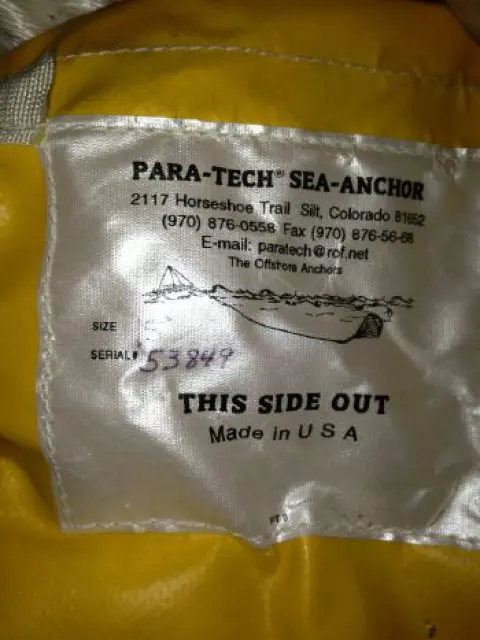 PARA-TECH® SEA-ANCHOR
2117 Horseshoe Trail Silt, Colorado 81652
(970) 876-0558 Fax (970) 876-56-68
E-mail: paratech@rof.net
The Offshore Anchors
SIZE
SERIAL# 53849
THIS SIDE OUT
Made in U S A